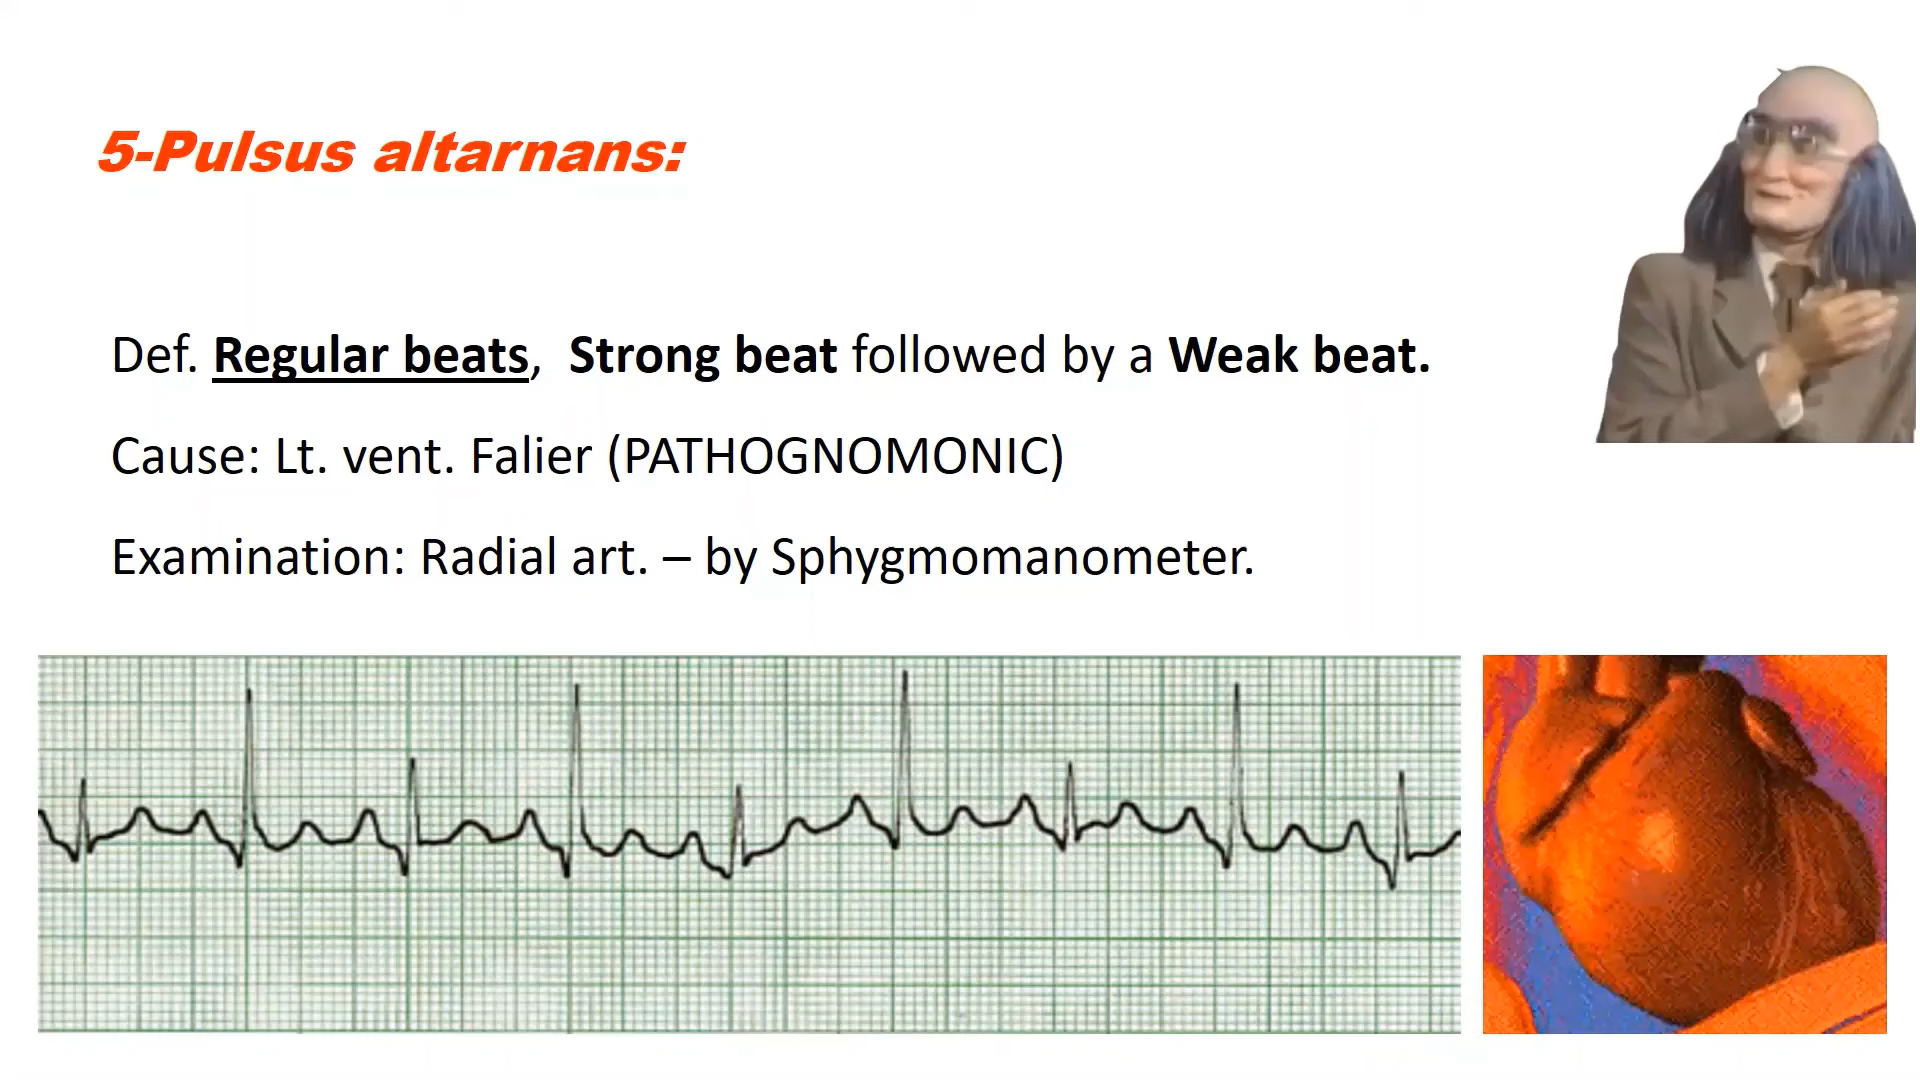 5-Pulsus altarnans:
Def. Regular beats, Strong beat followed by a Weak beat.
Cause: Lt. vent. Falier (PATHOGNOMONIC)
Examination: Radial art. – by Sphygmomanometer.